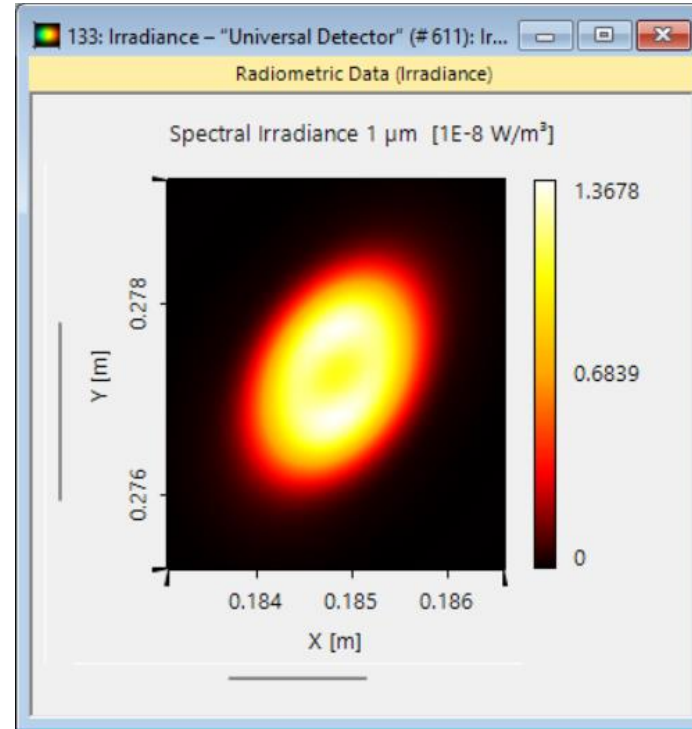 133: Irradiance – "Universal Detector" (# 611): Ir...
Radiometric Data (Irradiance)
Spectral Irradiance 1 µm [1E-8 W/m³]
1.3678
0.6839
0
0.278
0.276
Y [m]
0.184 0.185 0.186
X [m]